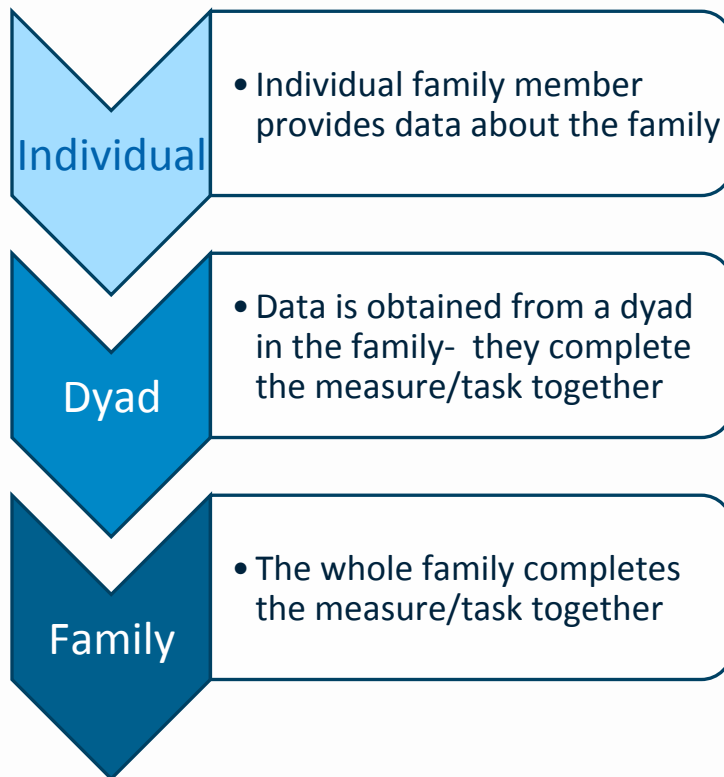 Individual
• Individual family member
provides data about the family
Dyad
• Data is obtained from a dyad
in the family-  they complete
the measure/task together
Family
• The whole family completes
the measure/task together